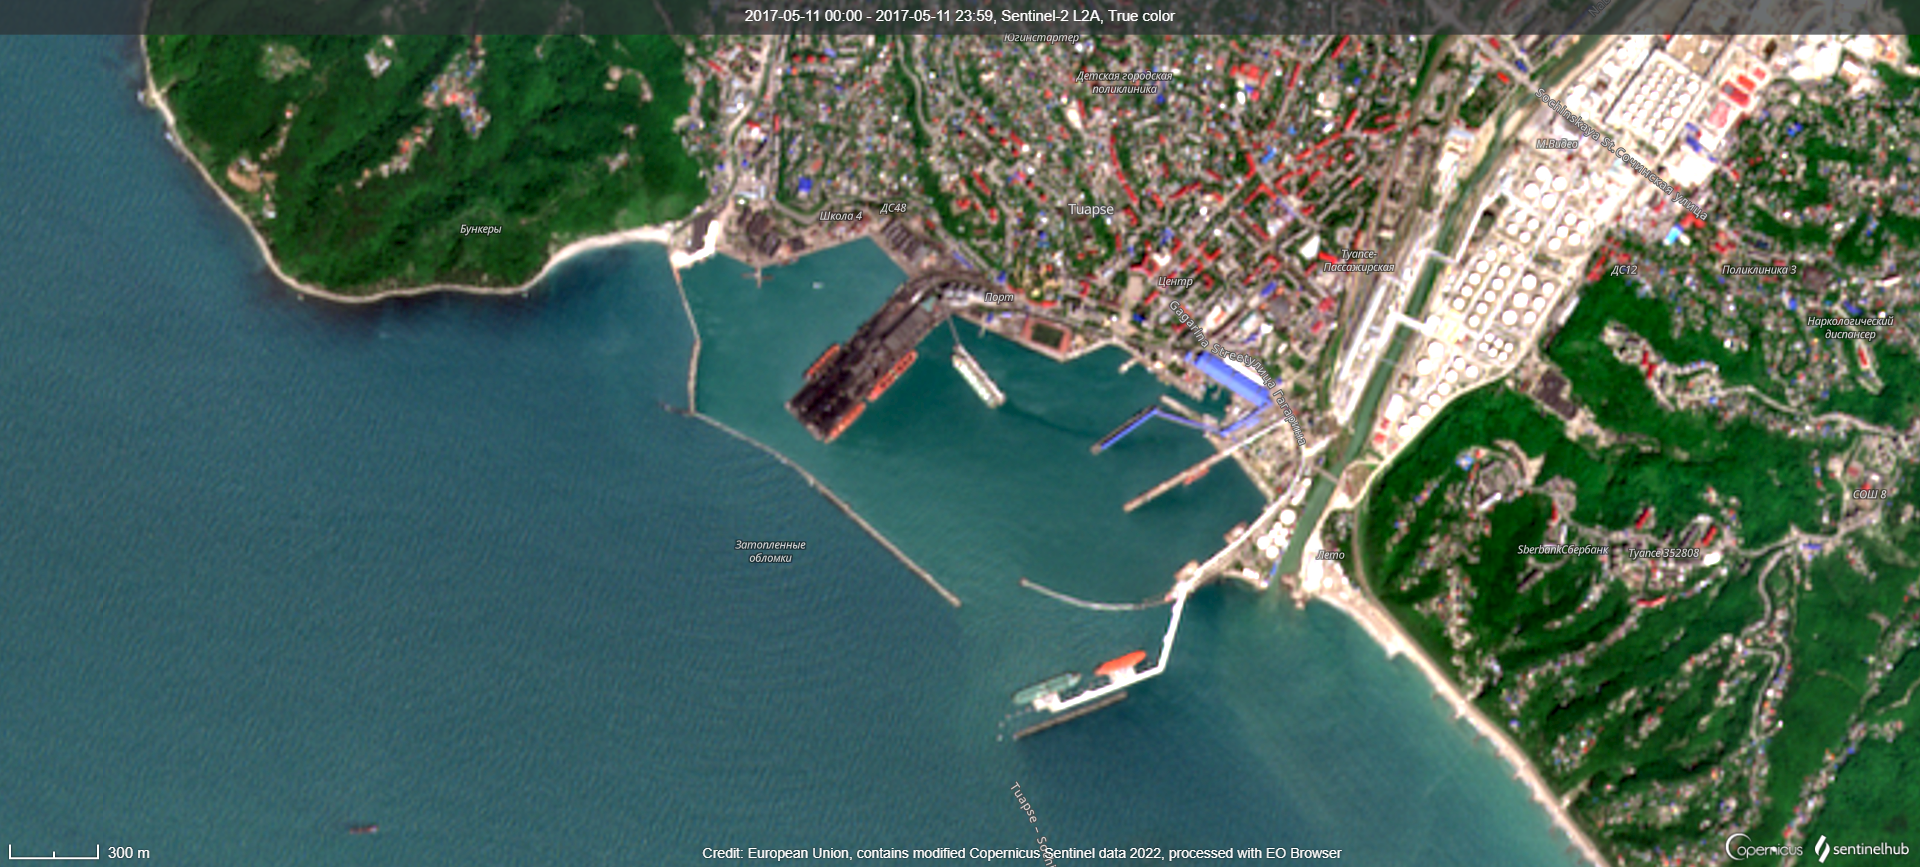 2017-05-11 00:00 - 2017-05-11 23:59, Sentinel-2 L2A, True color
Югинстартер
Детская городская
поликлиника
Sochinskaya St.Сочинская улица
М.Видео
Школа 4
ДС48
Tuapse
Бункеры
Туапсе-
Пассажирская
ДС12
Поликлиника 3
Центр
Порт
Gagarina Streetулица Гагарина
Наркологический
диспансер
СОШ 8
Затопленные
обломки
Лето
SberbankСбербанк
Туапсе 352808
Tuapse – Sochi
300 m
Credit: European Union, contains modified Copernicus Sentinel data 2022, processed with EO Browser
opernicus
sentinelhub